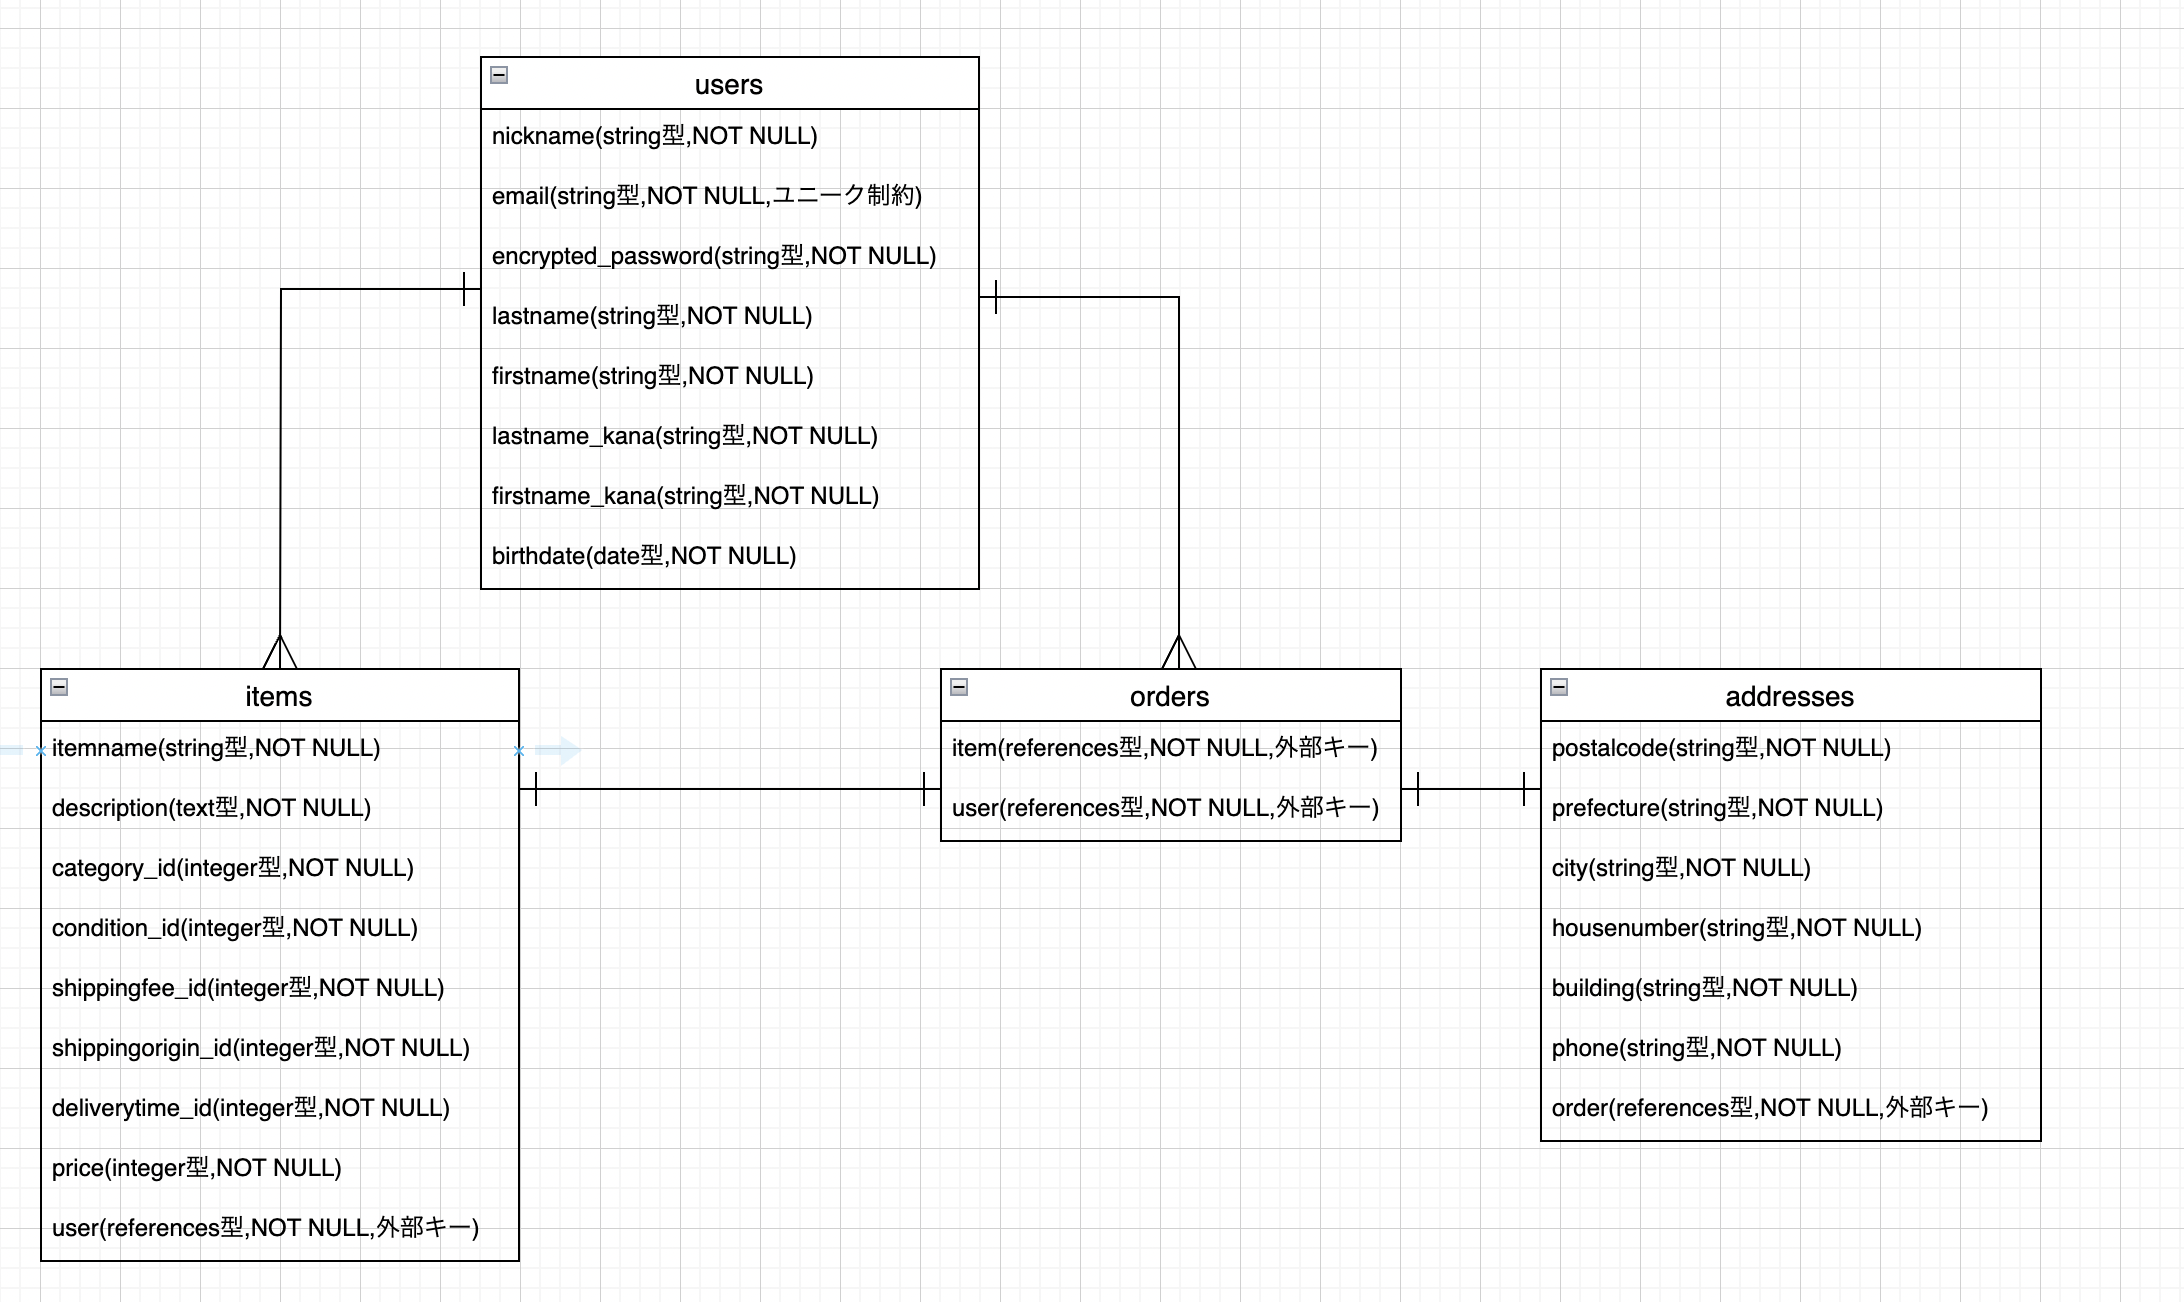 users
nickname(string型,NOT NULL)
email(string型,NOT NULL,ユニーク制約)
encrypted_password(string型,NOT NULL)
lastname(string型,NOT NULL)
firstname(string型,NOT NULL)
lastname_kana(string型,NOT NULL)
firstname_kana(string型,NOT NULL)
birthdate(date型,NOT NULL)
items
itemname(string型,NOT NULL)
description(text型,NOT NULL)
category_id(integer型,NOT NULL)
condition_id(integer型,NOT NULL)
shippingfee_id(integer型,NOT NULL)
shippingorigin_id(integer型,NOT NULL)
deliverytime_id(integer型,NOT NULL)
price(integer型,NOT NULL)
user(references型,NOT NULL,外部キー)
orders
item(references型,NOT NULL,外部キー)
user(references型,NOT NULL,外部キー)
addresses
postalcode(string型,NOT NULL)
prefecture(string型,NOT NULL)
city(string型,NOT NULL)
housenumber(string型,NOT NULL)
building(string型,NOT NULL)
phone(string型,NOT NULL)
order(references型,NOT NULL,外部キー)